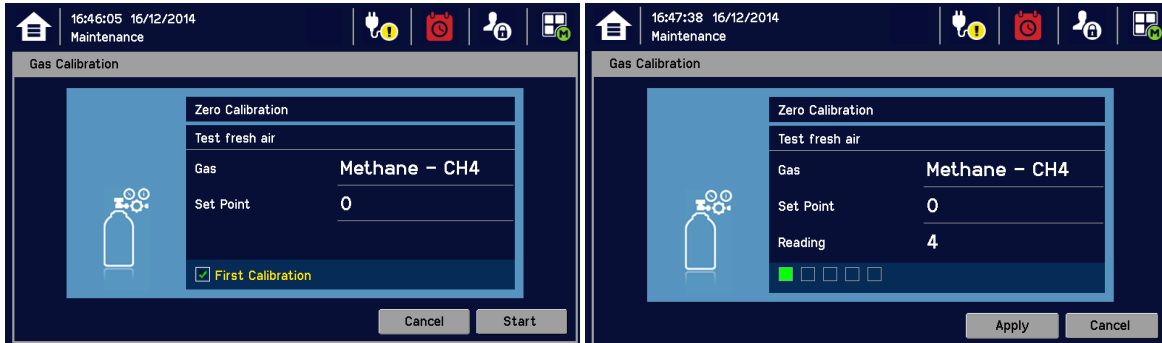 16:46:05 16/12/2014
Maintenance
M
Gas Calibration
Zero Calibration
Test fresh air
Gas Methane – CH4
Set Point 0
First Calibration
Cancel Start
16:47:38 16/12/2014
Maintenance
M
Gas Calibration
Zero Calibration
Test fresh air
Gas Methane – CH4
Set Point 0
Reading 4
Apply Cancel